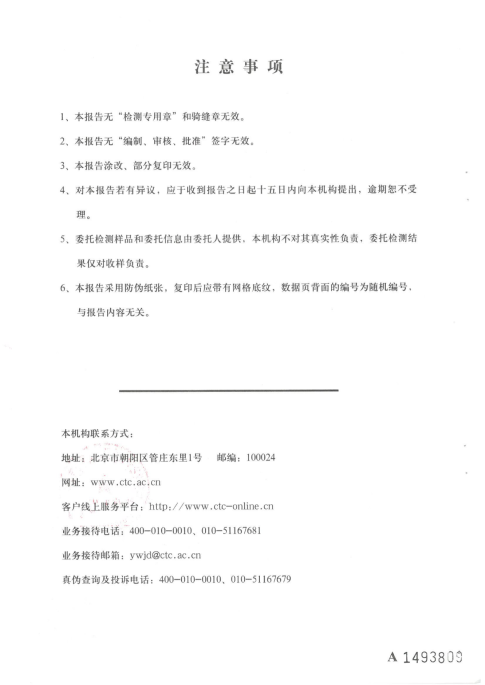 注意事项
1、本报告无“检测专用章”和骑缝章无效。
2、本报告无“编制、审核、批准”签字无效。
3、本报告涂改、部分复印无效。
4、对本报告若有异议，应于收到报告之日起十五日内向本机构提出，逾期恕不受
理。
5、委托检测样品和委托信息由委托人提供，本机构不对其真实性负责，委托检测结
果仅对收样负责。
6、本报告采用防伪纸张，复印后应带有网格底纹，数据页背面的编号为随机编号，
与报告内容无关。
本机构联系方式：
地址：北京市朝阳区管庄东里1号 邮编：100024
网址：www.ctc.ac.cn
客户线上服务平台：http://www.ctc-online.cn
业务接待电话：400-010-0010、010-51167681
业务接待邮箱：ywjd@ctc.ac.cn
真伪查询及投诉电话：400-010-0010、010-51167679
A 1493809